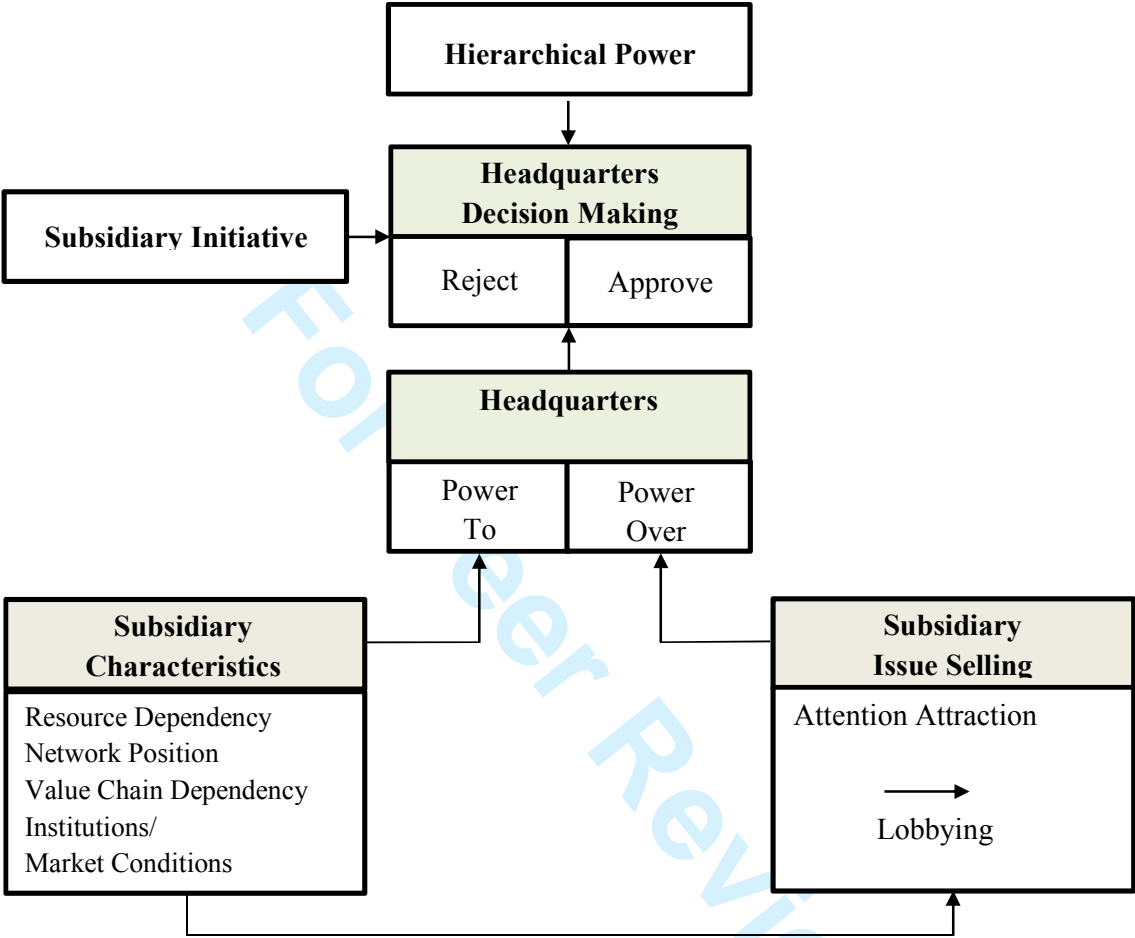 Hierarchical Power
Headquarters
Decision Making
Subsidiary Initiative
Reject
Approve
Headquarters
Power
To
Power
Over
Subsidiary
Characteristics
Resource Dependency
Network Position
Value Chain Dependency
Institutions/
Market Conditions
Subsidiary
Issue Selling
Attention Attraction
Lobbying
For Peer Review